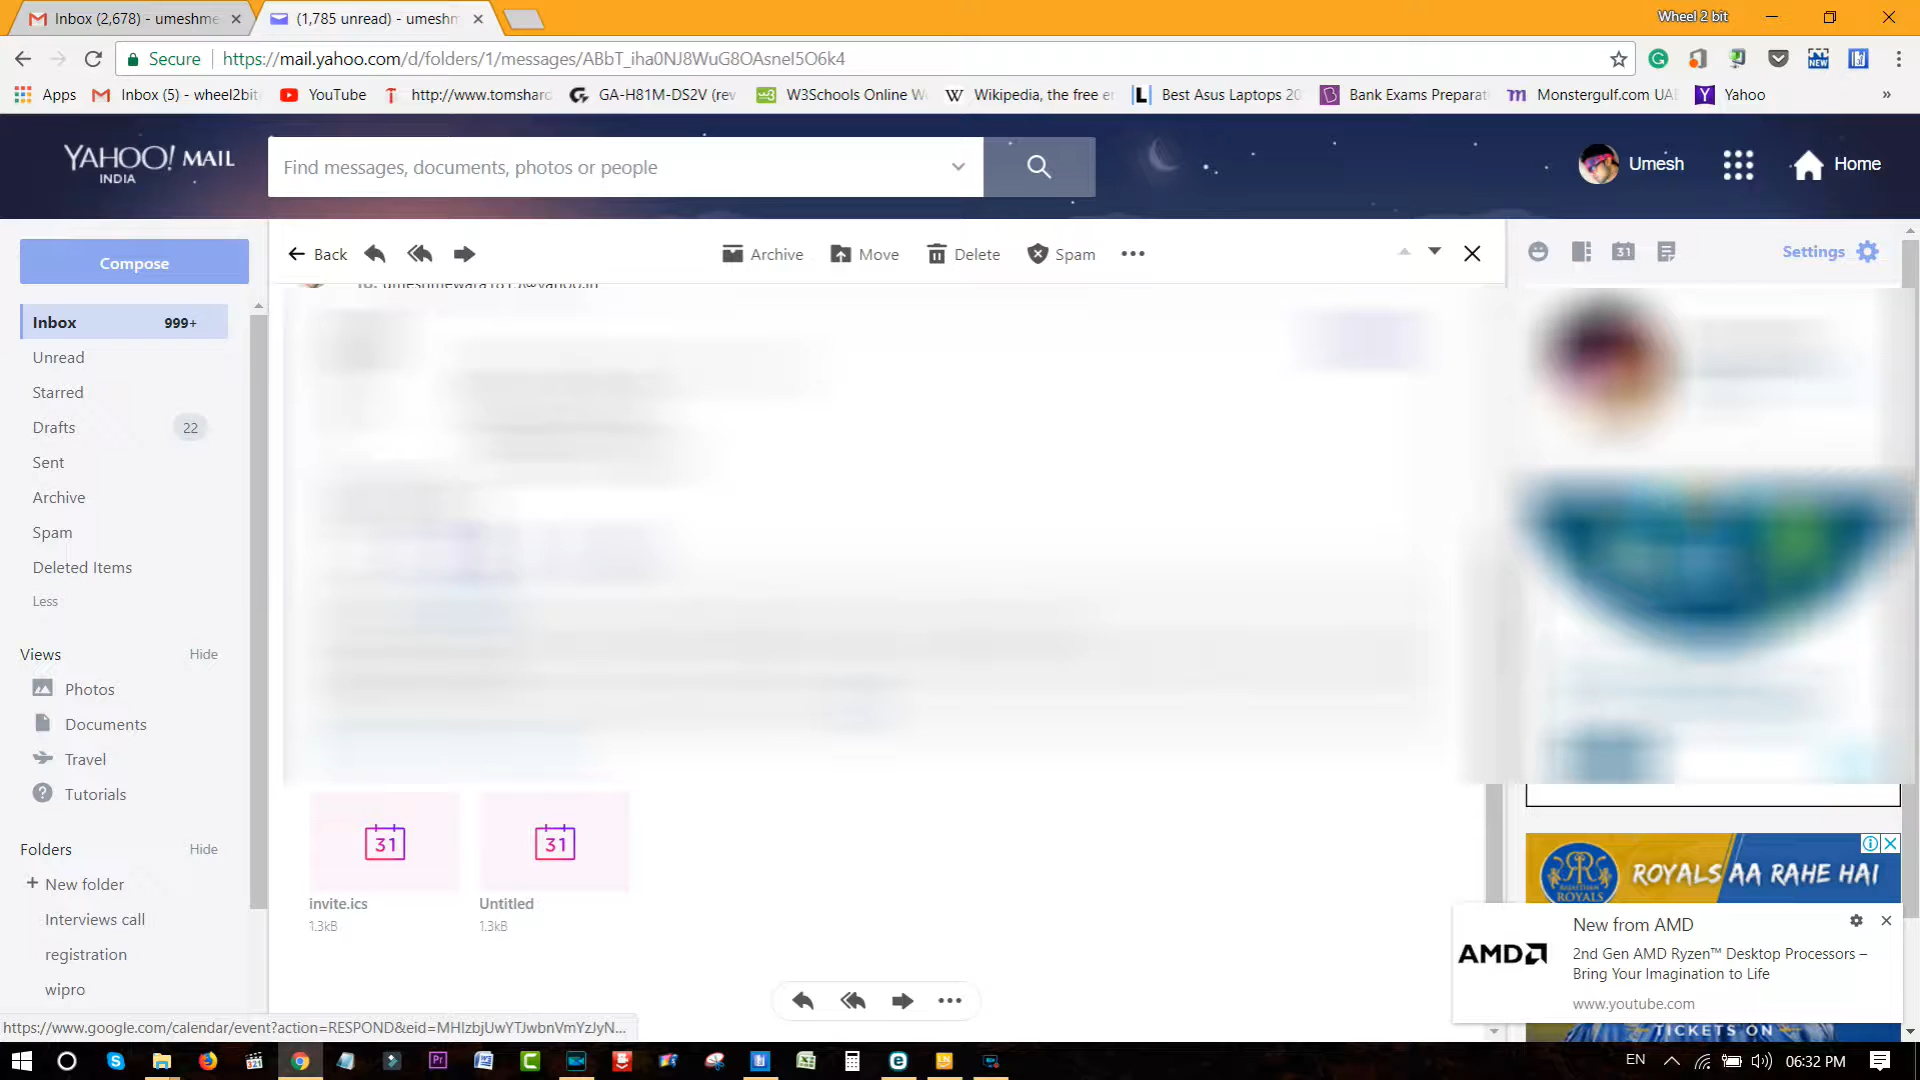 Inbox (2,678) - umeshme
(1,785 unread) - umeshm
Wheel 2 bit
Secure
https://mail.yahoo.com/d/folders/1/messages/ABbT_iha0NJ8WuG8OAsneI5O6k4
Apps
Inbox (5) - wheel2bit
YouTube
http://www.tomshard
GA-H81M-DS2V (rev
W3Schools Online W
Wikipedia, the free en
Best Asus Laptops 20
Bank Exams Preparat
Monstergulf.com UA
Yahoo
»
YAHOO! MAIL
INDIA
Find messages, documents, photos or people
Umesh
Home
Compose
Back
Archive
Move
Delete
Spam
31
Settings
Inbox 999+
Unread
Starred
Drafts 22
Sent
Archive
Spam
Deleted Items
Less
Views Hide
Photos
Documents
Travel
Tutorials
Folders Hide
+ New folder
Interviews call
registration
wipro
31
31
invite.ics
1.3kB
Untitled
1.3kB
ROYALS AA RAHE HAI
RAJASTHAN
ROYALS
New from AMD
AMD
2nd Gen AMD Ryzen™ Desktop Processors –
Bring Your Imagination to Life
www.youtube.com
TICKETS ON
https://www.google.com/calendar/event?action=RESPOND&eid=MHIzbjUwYTJwbnVmYzJyN...
EN
06:32 PM